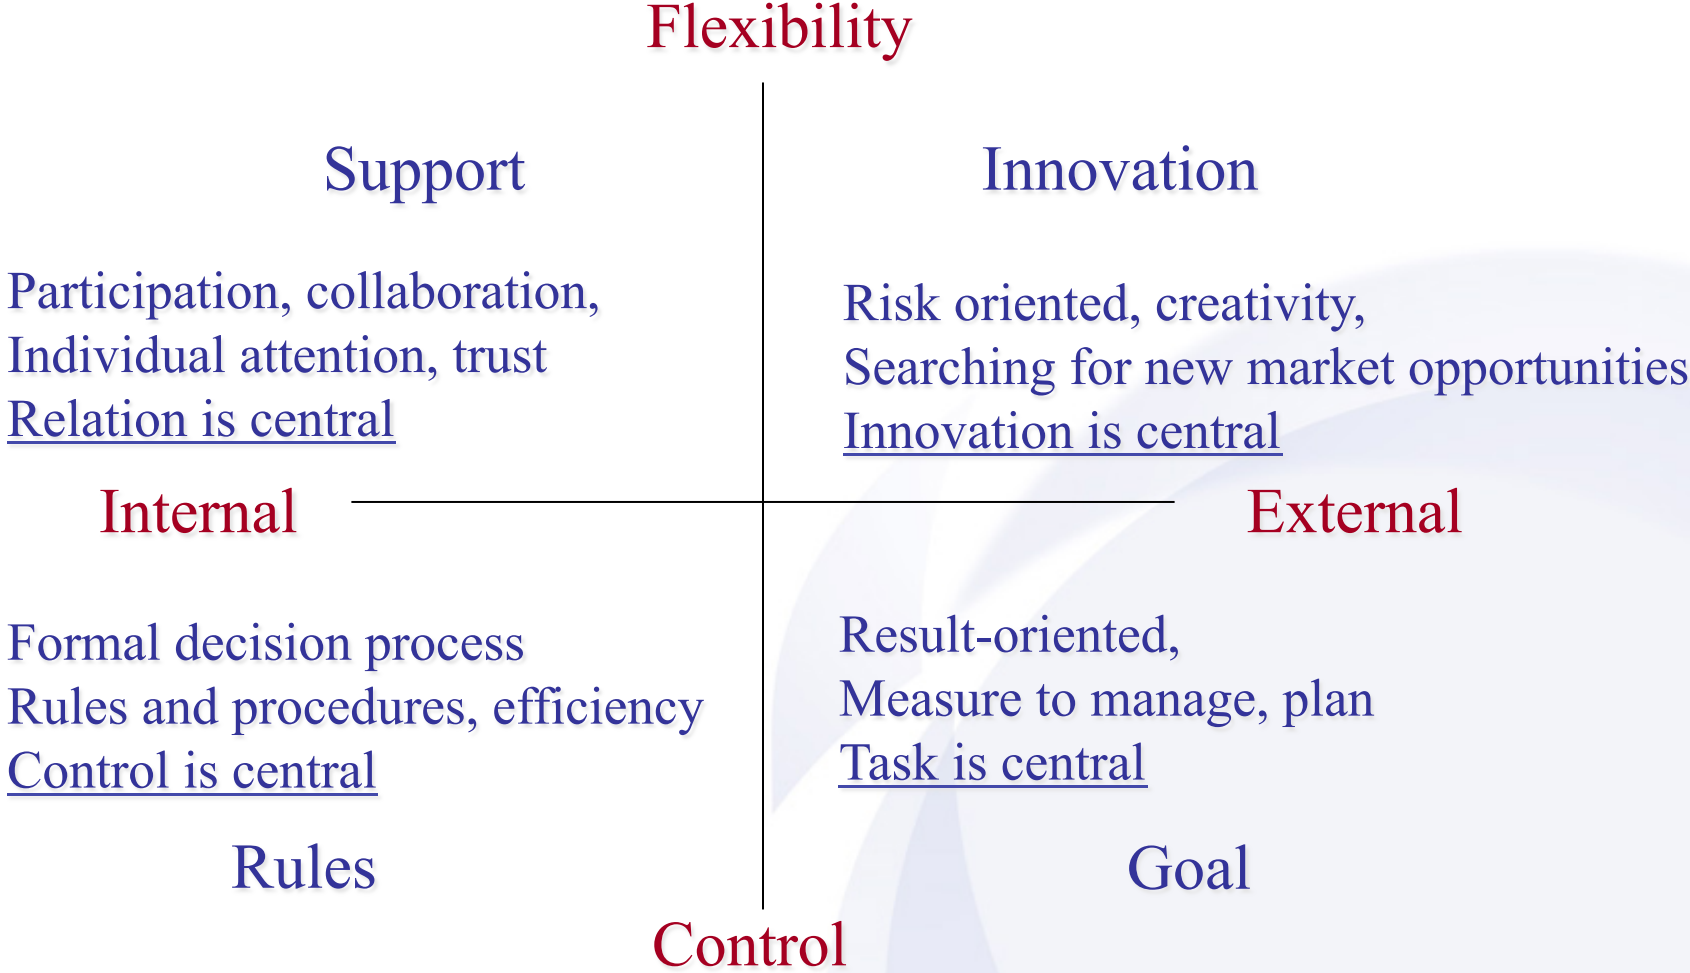 Flexibility
Support
Innovation
Participation, collaboration,
Individual attention, trust
Relation is central
Risk oriented, creativity,
Searching for new market opportunities
Innovation is central
Internal
External
Formal decision process
Rules and procedures, efficiency
Control is central
Result-oriented,
Measure to manage, plan
Task is central
Rules
Goal
Control